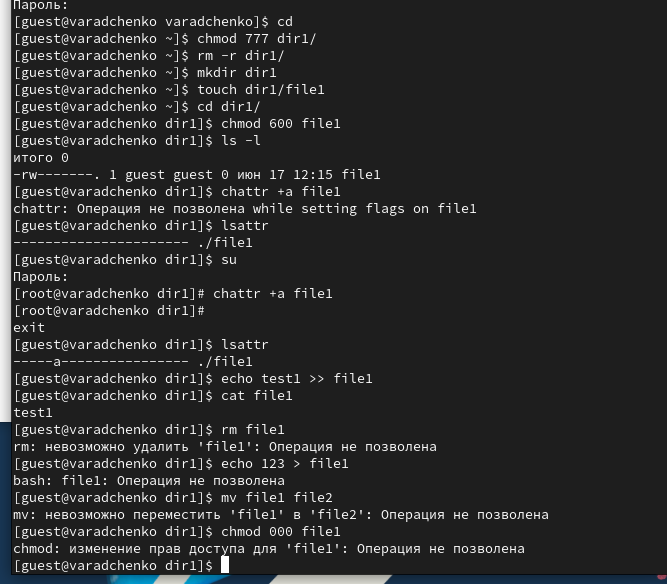 Пароль:
[guest@varadchenko varadchenko]$ cd
[guest@varadchenko ~]$ chmod 777 dir1/
[guest@varadchenko ~]$ rm -r dir1/
[guest@varadchenko ~]$ mkdir dir1
[guest@varadchenko ~]$ touch dir1/file1
[guest@varadchenko ~]$ cd dir1/
[guest@varadchenko dir1]$ chmod 600 file1
[guest@varadchenko dir1]$ ls -l
итого 0
-rw-------. 1 guest guest 0 июн 17 12:15 file1
[guest@varadchenko dir1]$ chattr +a file1
chattr: Операция не позволена while setting flags on file1
[guest@varadchenko dir1]$ lsattr
---------------------- ./file1
[guest@varadchenko dir1]$ su
Пароль:
[root@varadchenko dir1]# chattr +a file1
[root@varadchenko dir1]#
exit
[guest@varadchenko dir1]$ lsattr
-----a---------------- ./file1
[guest@varadchenko dir1]$ echo test1 >> file1
[guest@varadchenko dir1]$ cat file1
test1
[guest@varadchenko dir1]$ rm file1
rm: невозможно удалить 'file1': Операция не позволена
[guest@varadchenko dir1]$ echo 123 > file1
bash: file1: Операция не позволена
[guest@varadchenko dir1]$ mv file1 file2
mv: невозможно переместить 'file1' в 'file2': Операция не позволена
[guest@varadchenko dir1]$ chmod 000 file1
chmod: изменение прав доступа для 'file1': Операция не позволена
[guest@varadchenko dir1]$